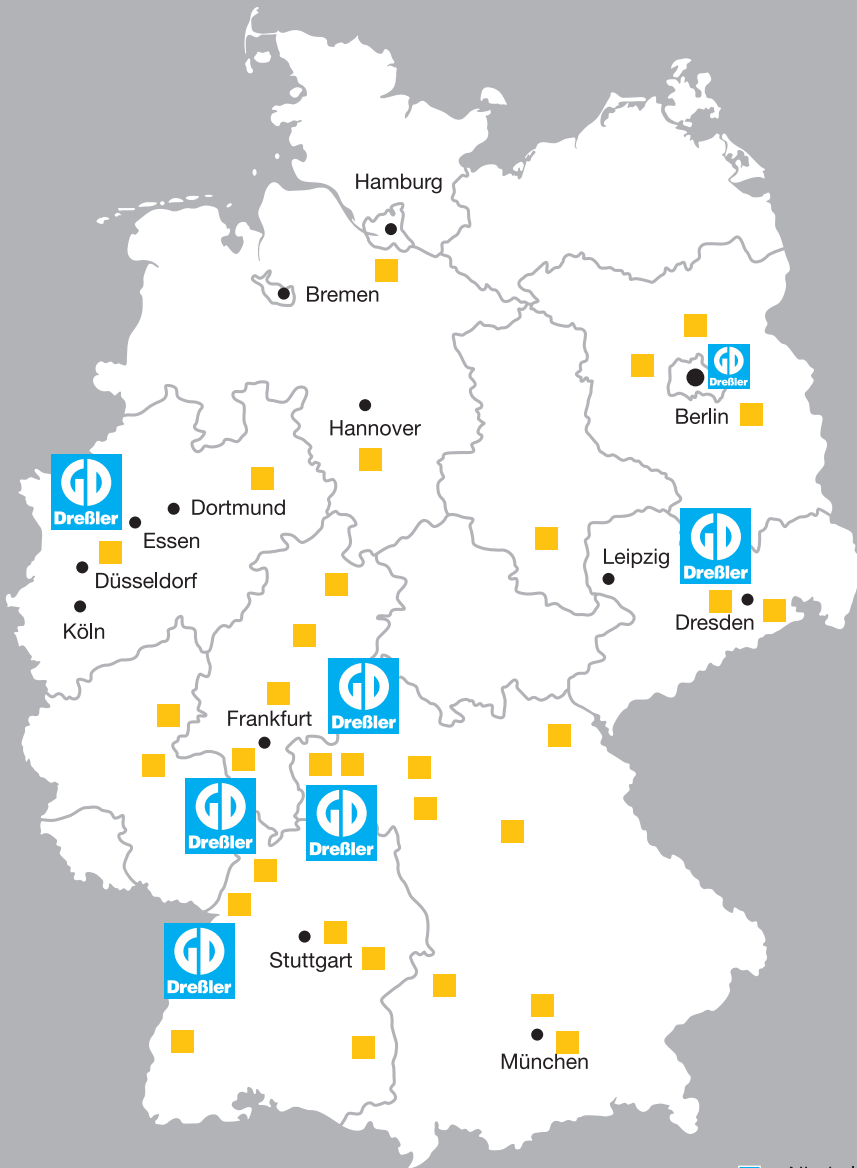 Hamburg
Bremen
GD
Dreßler
Berlin
Hannover
GD
Dreßler
Dortmund
Essen
GD
Dreßler
Leipzig
Düsseldorf
Dresden
Köln
GD
Dreßler
Frankfurt
GD
Dreßler
GD
Dreßler
Stuttgart
GD
Dreßler
München